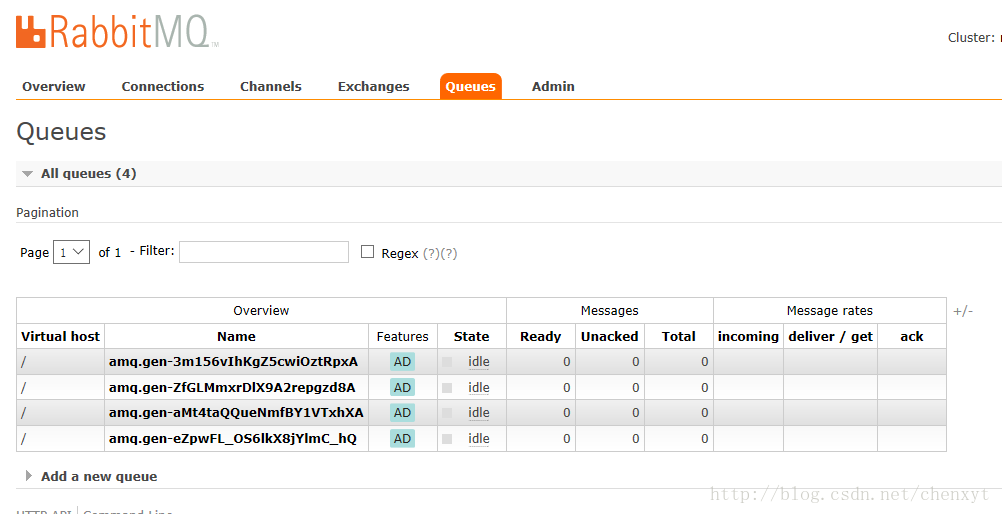 RabbitMQ TM
Cluster:
Overview Connections Channels Exchanges Queues Admin
Queues
All queues (4)
Pagination
Page 1 of 1 - Filter: Regex (?)(?)
Overview Messages Message rates +/-
Virtual host Name Features State Ready Unacked Total incoming deliver / get ack
/ amq.gen-3m156vIhKgZ5cwiOztRpxA AD idle 0 0 0
/ amq.gen-ZfGLMmxrDlX9A2repgzd8A AD idle 0 0 0
/ amq.gen-aMt4taQQueNmfBY1VTxhXA AD idle 0 0 0
/ amq.gen-eZpwFL_OS6lkX8jYlmC_hQ AD idle 0 0 0
Add a new queue
http://blog.csdn.net/chenxyt
HTTP API Command Line